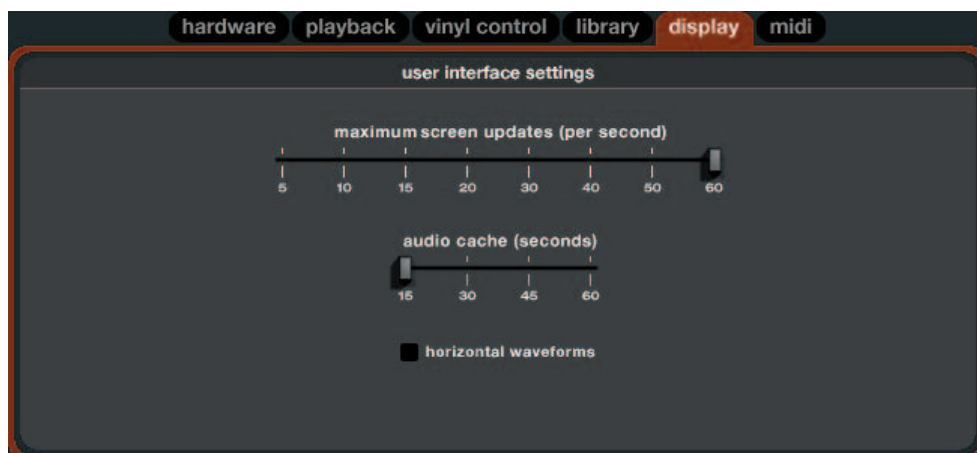 hardware playback vinyl control library display midi
user interface settings
maximum screen updates (per second)
5 10 15 20 30 40 50 60
audio cache (seconds)
15 30 45 60
horizontal waveforms